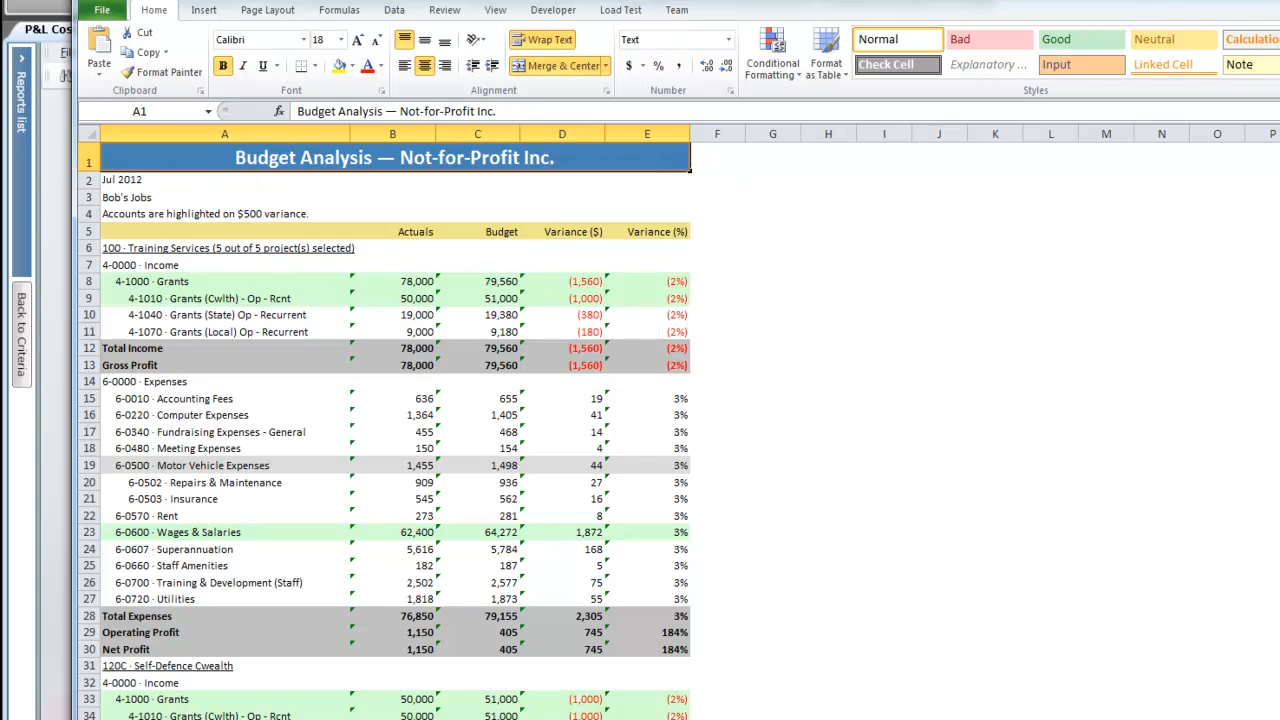 File Home Insert Page Layout Formulas Data Review View Developer Load Test Team
P&L Cos
Reports list
Back to Criteria
Paste
Cut
Copy
Format Painter
Clipboard
Calibri 18
B I U
Font
Wrap Text
Merge & Center
Alignment
Text
$ % ,
Number
Conditional Formatting
Format as Table
Normal Bad Good Neutral Calculatio
Check Cell Explanatory ... Input Linked Cell Note
Styles
A1 fx Budget Analysis — Not-for-Profit Inc.
A B C D E F G H I J K L M N O P
1 Budget Analysis — Not-for-Profit Inc.
2 Jul 2012
3 Bob's Jobs
4 Accounts are highlighted on $500 variance.
5 Actuals Budget Variance ($) Variance (%)
6 100 · Training Services (5 out of 5 project(s) selected)
7 4-0000 · Income
8 4-1000 · Grants 78,000 79,560 (1,560) (2%)
9 4-1010 · Grants (Cwlth) - Op - Rcnt 50,000 51,000 (1,000) (2%)
10 4-1040 · Grants (State) Op - Recurrent 19,000 19,380 (380) (2%)
11 4-1070 · Grants (Local) Op - Recurrent 9,000 9,180 (180) (2%)
12 Total Income 78,000 79,560 (1,560) (2%)
13 Gross Profit 78,000 79,560 (1,560) (2%)
14 6-0000 · Expenses
15 6-0010 · Accounting Fees 636 655 19 3%
16 6-0220 · Computer Expenses 1,364 1,405 41 3%
17 6-0340 · Fundraising Expenses - General 455 468 14 3%
18 6-0480 · Meeting Expenses 150 154 4 3%
19 6-0500 · Motor Vehicle Expenses 1,455 1,498 44 3%
20 6-0502 · Repairs & Maintenance 909 936 27 3%
21 6-0503 · Insurance 545 562 16 3%
22 6-0570 · Rent 273 281 8 3%
23 6-0600 · Wages & Salaries 62,400 64,272 1,872 3%
24 6-0607 · Superannuation 5,616 5,784 168 3%
25 6-0660 · Staff Amenities 182 187 5 3%
26 6-0700 · Training & Development (Staff) 2,502 2,577 75 3%
27 6-0720 · Utilities 1,818 1,873 55 3%
28 Total Expenses 76,850 79,155 2,305 3%
29 Operating Profit 1,150 405 745 184%
30 Net Profit 1,150 405 745 184%
31 120C · Self-Defence Cwealth
32 4-0000 · Income
33 4-1000 · Grants 50,000 51,000 (1,000) (2%)
34 4-1010 · Grants (Cwlth) - Op - Rcnt 50,000 51,000 (1,000) (2%)